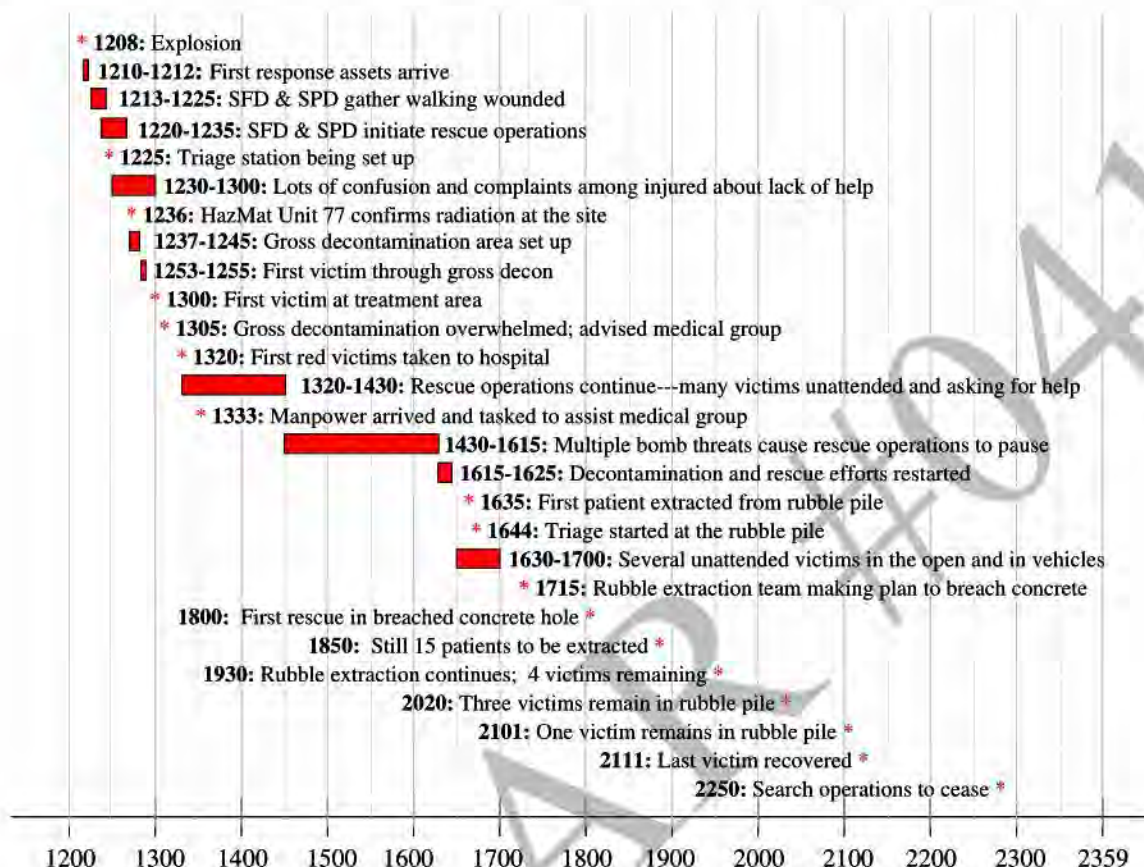 * 1208: Explosion
1210-1212: First response assets arrive
1213-1225: SFD & SPD gather walking wounded
1220-1235: SFD & SPD initiate rescue operations
* 1225: Triage station being set up
1230-1300: Lots of confusion and complaints among injured about lack of help
* 1236: HazMat Unit 77 confirms radiation at the site
1237-1245: Gross decontamination area set up
1253-1255: First victim through gross decon
* 1300: First victim at treatment area
* 1305: Gross decontamination overwhelmed; advised medical group
* 1320: First red victims taken to hospital
1320-1430: Rescue operations continue---many victims unattended and asking for help
* 1333: Manpower arrived and tasked to assist medical group
1430-1615: Multiple bomb threats cause rescue operations to pause
1615-1625: Decontamination and rescue efforts restarted
* 1635: First patient extracted from rubble pile
* 1644: Triage started at the rubble pile
1630-1700: Several unattended victims in the open and in vehicles
* 1715: Rubble extraction team making plan to breach concrete
1800: First rescue in breached concrete hole *
1850: Still 15 patients to be extracted *
1930: Rubble extraction continues; 4 victims remaining *
2020: Three victims remain in rubble pile *
2101: One victim remains in rubble pile *
2111: Last victim recovered *
2250: Search operations to cease *
1200 1300 1400 1500 1600 1700 1800 1900 2000 2100 2200 2300 2359